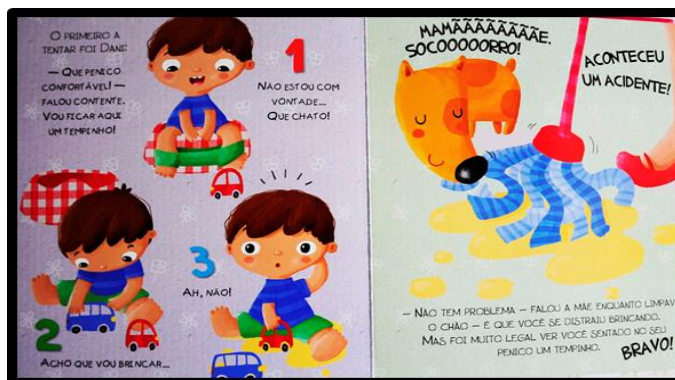 O PRIMEIRO A
TENTAR FOI DANI:
— QUE PENICO
CONFORTÁVEL! —
FALOU CONTENTE.
VOU FICAR AQUI
UM TEMPINHO!
1
NÃO ESTOU COM
VONTADE...
QUE CHATO!
2
ACHO QUE VOU BRINCAR...
3
AH, NÃO!
MAMÃÃÃÃÃÃÃÃE.
SOCOOOOORRO!
ACONTECEU
UM ACIDENTE!
— NÃO TEM PROBLEMA — FALOU A MÃE ENQUANTO LIMPAV
O CHÃO — É QUE VOCÊ SE DISTRAIU BRINCANDO.
MAS FOI MUITO LEGAL VER VOCÊ SENTADO NO SEU
PENICO UM TEMPINHO.
BRAVO!